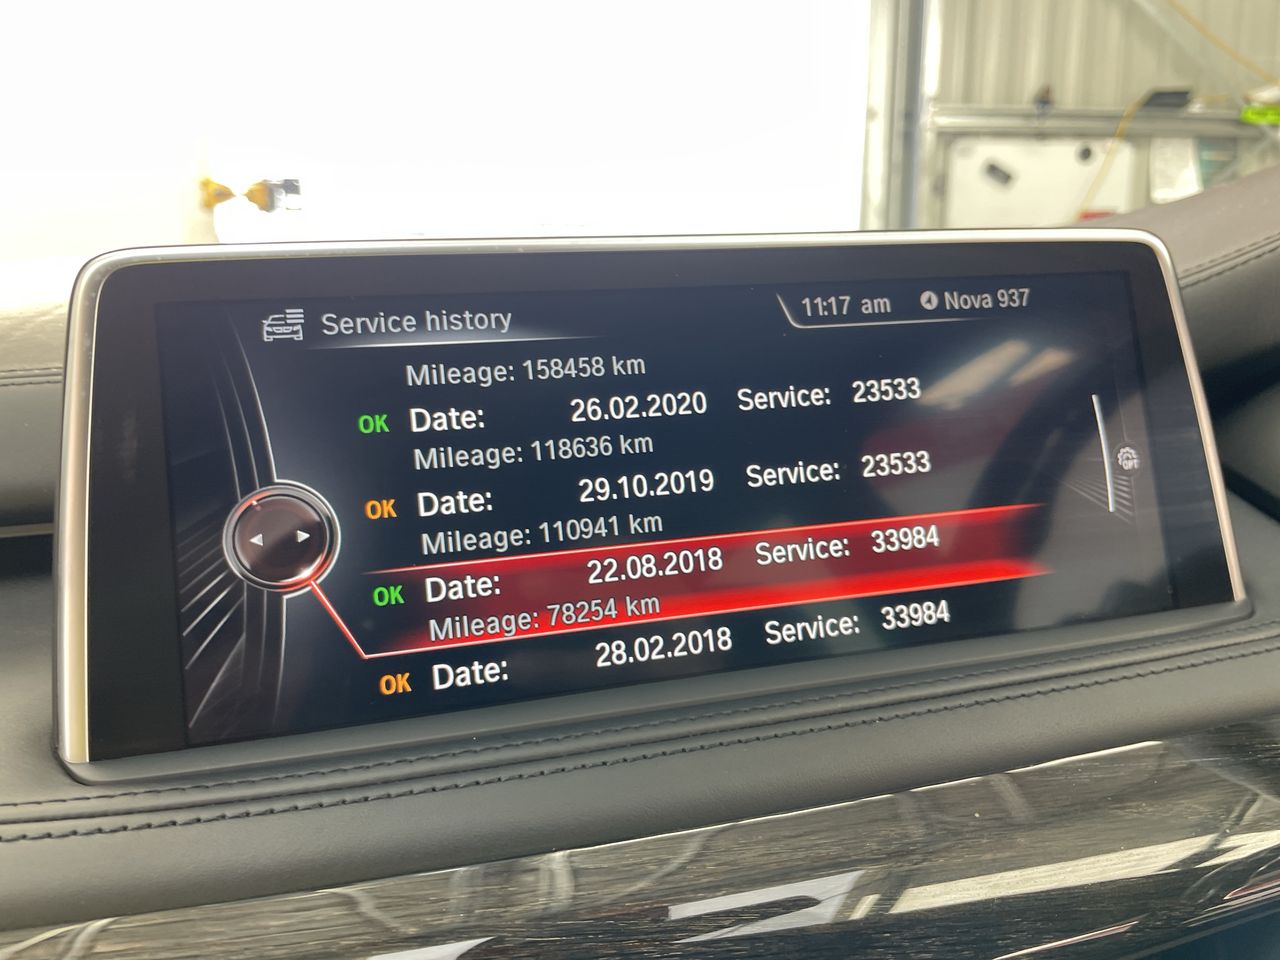 Service history
11:17 am Nova 937
Mileage: 158458 km
OK Date: 26.02.2020 Service: 23533
Mileage: 118636 km
OK Date: 29.10.2019 Service: 23533
Mileage: 110941 km
OK Date: 22.08.2018 Service: 33984
Mileage: 78254 km
OK Date: 28.02.2018 Service: 33984
OPT